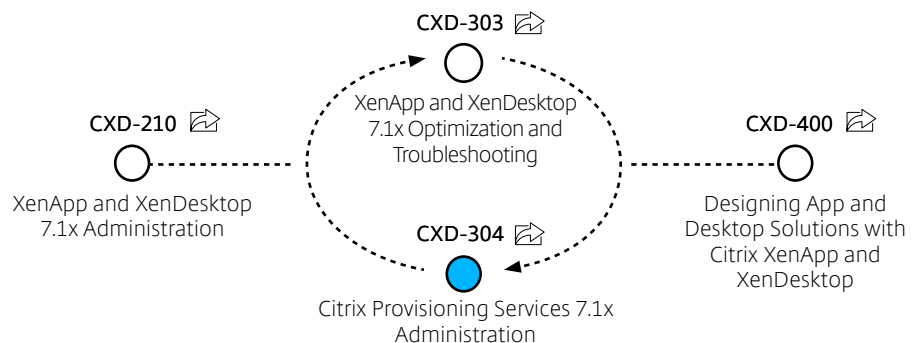 CXD-303
XenApp and XenDesktop
7.1x Optimization and
Troubleshooting
CXD-210
XenApp and XenDesktop
7.1x Administration
CXD-400
Designing App and
Desktop Solutions with
Citrix XenApp and
XenDesktop
CXD-304
Citrix Provisioning Services 7.1x
Administration